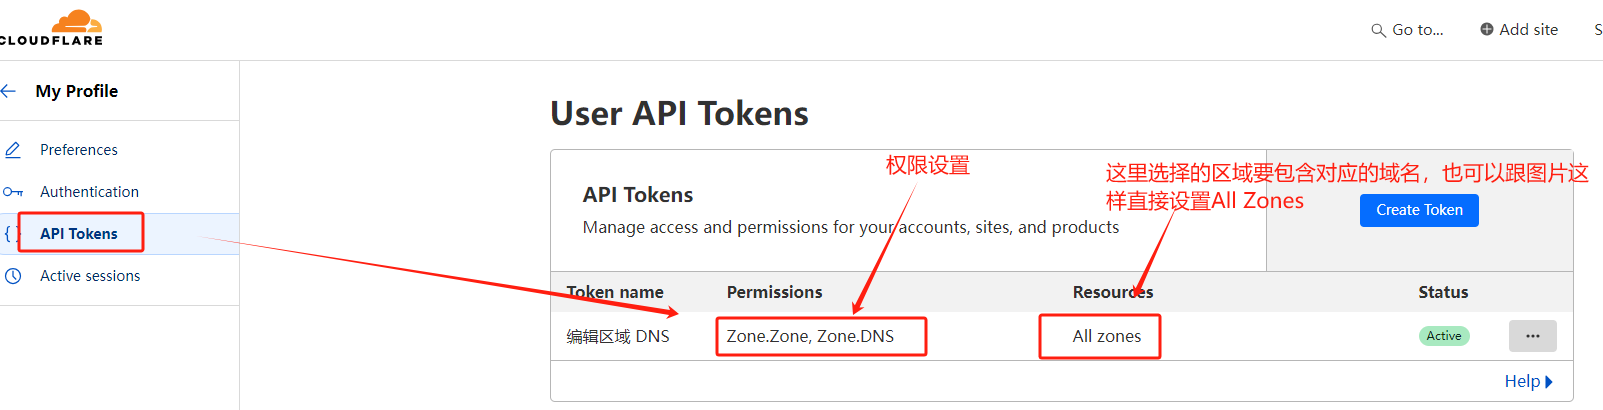 CLOUDFLARE
Go to...
Add site
S
My Profile
Preferences
Authentication
API Tokens
Active sessions
User API Tokens
权限设置
这里选择的区域要包含对应的域名，也可以跟图片这
样直接设置All Zones
API Tokens
Manage access and permissions for your accounts, sites, and products
Create Token
Token name Permissions Resources Status
编辑区域 DNS Zone.Zone, Zone.DNS All zones Active ...
Help